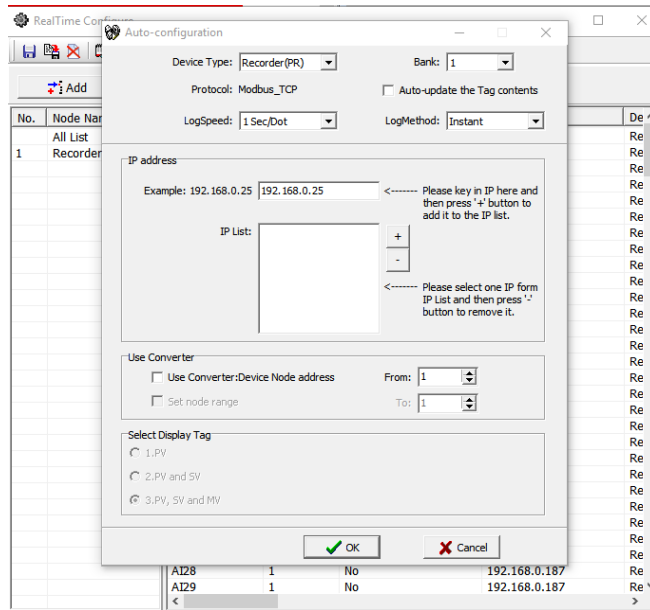 RealTime Configure
Auto-configuration
Add
Device Type: Recorder(PR)
Bank: 1
Protocol: Modbus_TCP
Auto-update the Tag contents
LogSpeed: 1 Sec/Dot
LogMethod: Instant
No. Node Nar
De
All List
1 Recorder
IP address
Example: 192.168.0.25 192.168.0.25
<------- Please key in IP here and
then press '+' button to
add it to the IP list.
IP List:
+
-
<------- Please select one IP form
IP List and then press '-'
button to remove it.
Use Converter
Use Converter:Device Node address From: 1
Set node range To: 1
Select Display Tag
1.PV
2.PV and SV
3.PV, SV and MV
OK Cancel
AI28 1 No 192.168.0.187 Re
AI29 1 No 192.168.0.187 Re